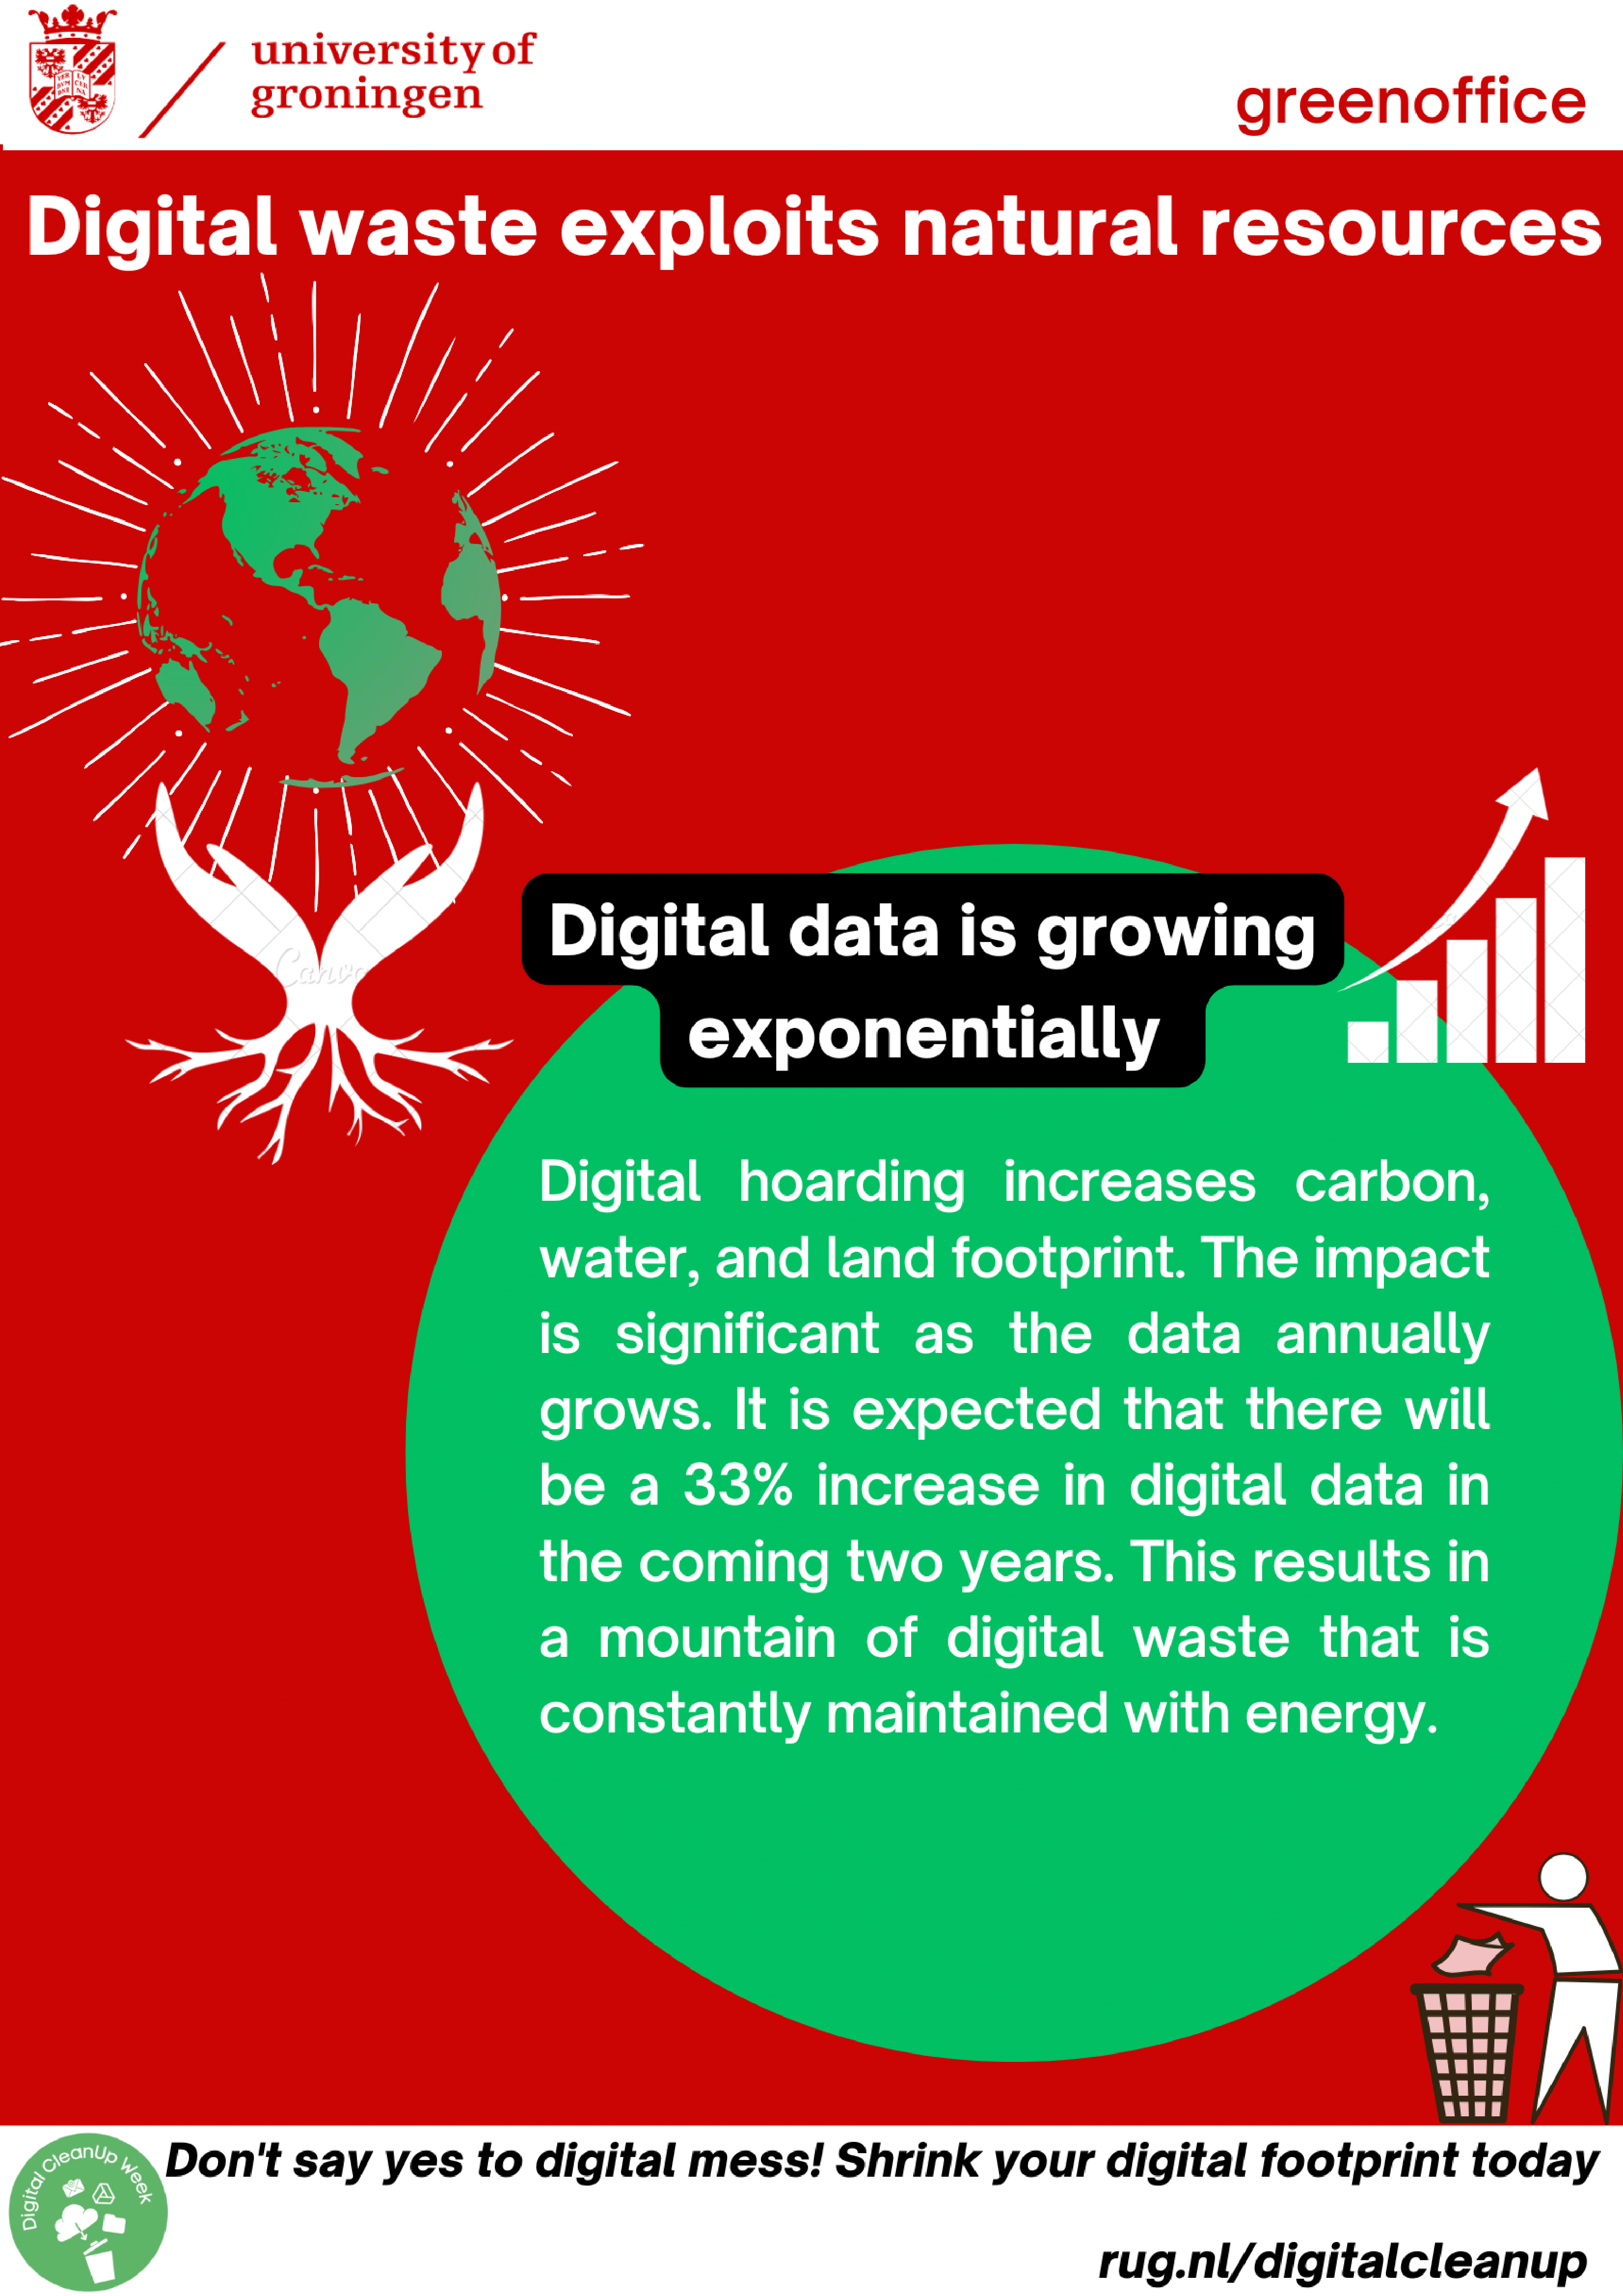 university of
groningen
greenoffice
Digital waste exploits natural resources
Canva
Digital data is growing
exponentially
Digital hoarding increases carbon,
water, and land footprint. The impact
is significant as the data annually
grows. It is expected that there will
be a 33% increase in digital data in
the coming two years. This results in
a mountain of digital waste that is
constantly maintained with energy.
Digital CleanUp Week
Don't say yes to digital mess! Shrink your digital footprint today
rug.nl/digitalcleanup